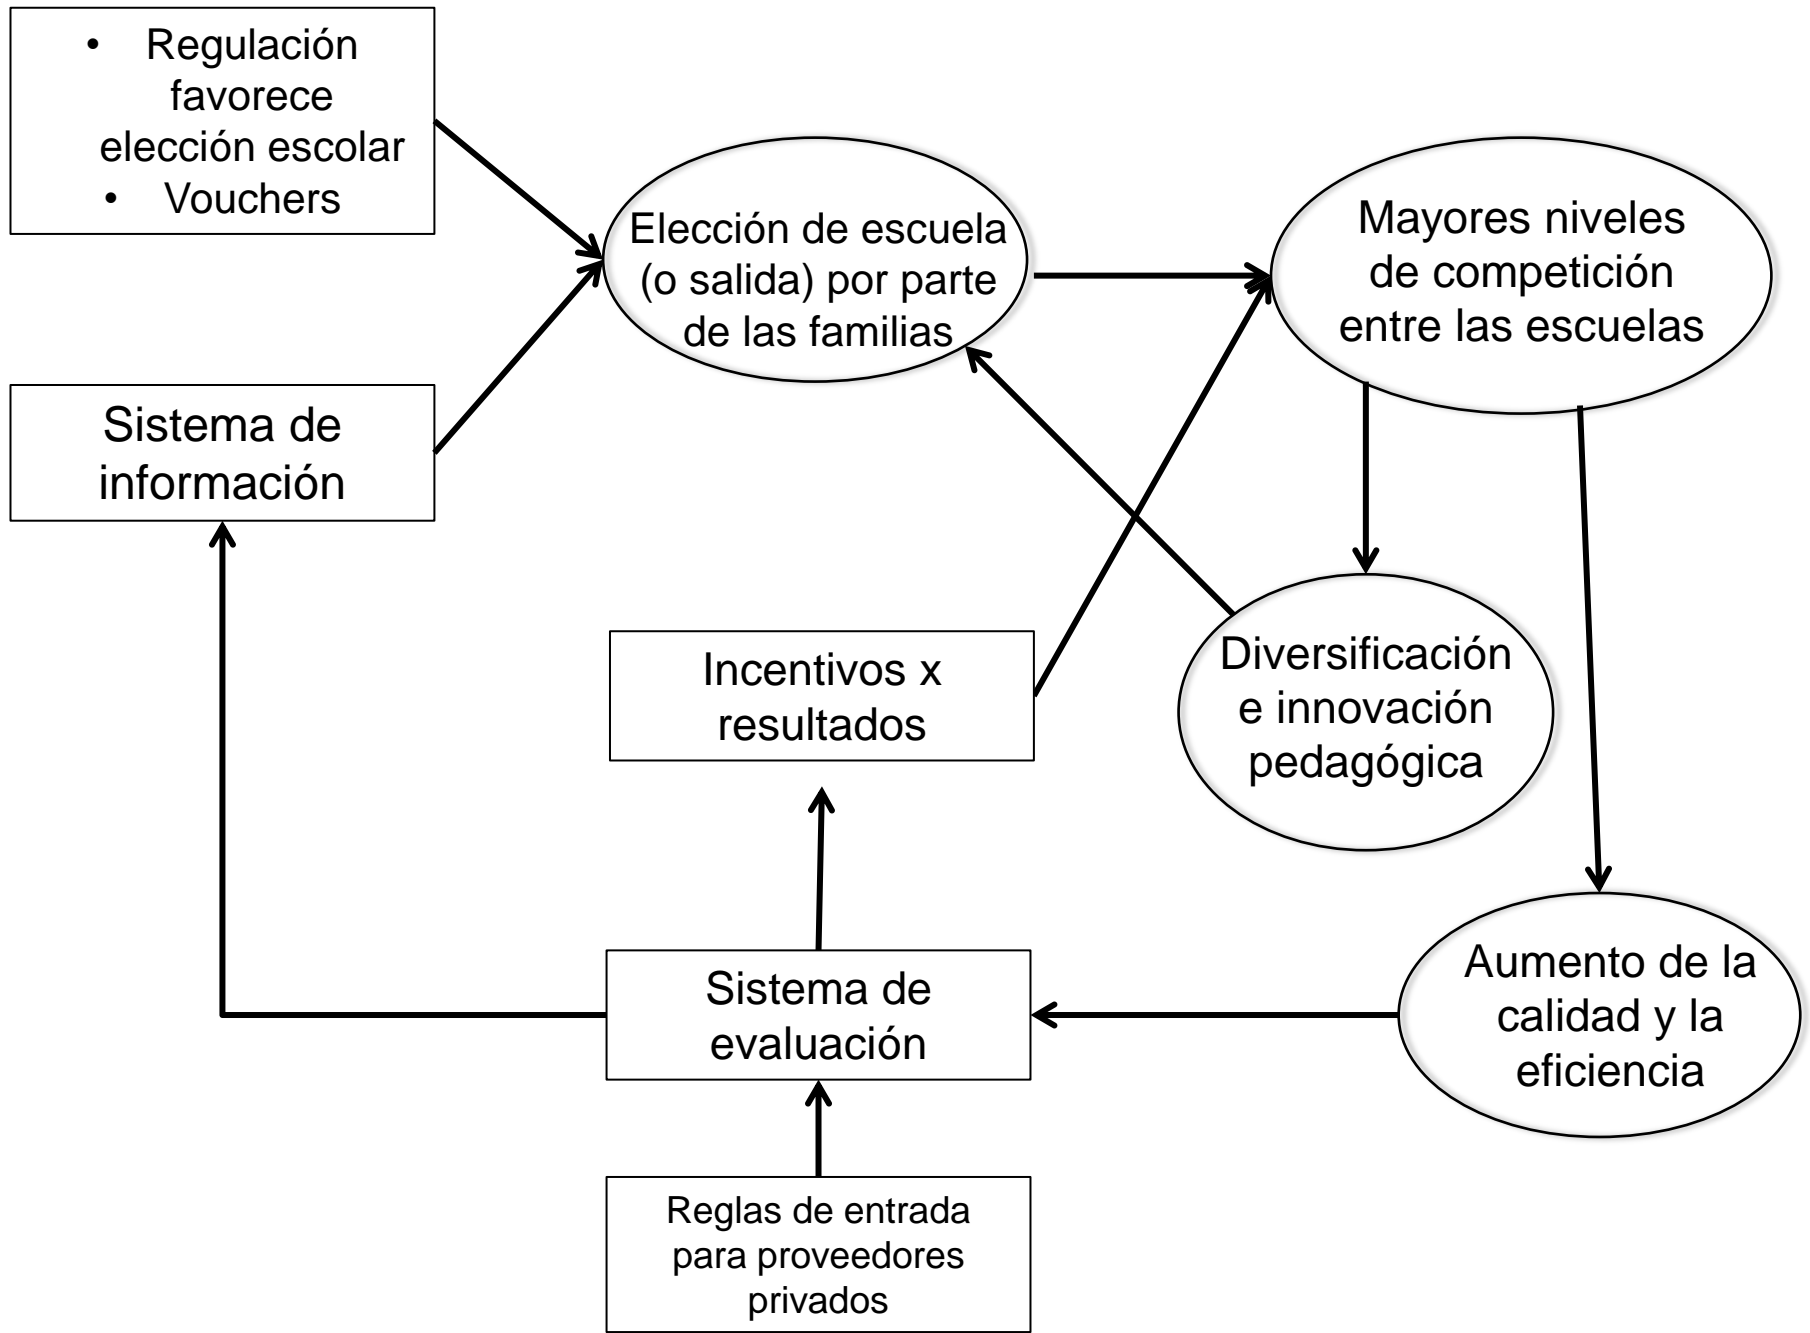 • Regulación
favorece
elección escolar
• Vouchers
Elección de escuela
(o salida) por parte
de las familias
Mayores niveles
de competición
entre las escuelas
Sistema de
información
Incentivos x
resultados
Diversificación
e innovación
pedagógica
Sistema de
evaluación
Aumento de la
calidad y la
eficiencia
Reglas de entrada
para proveedores
privados